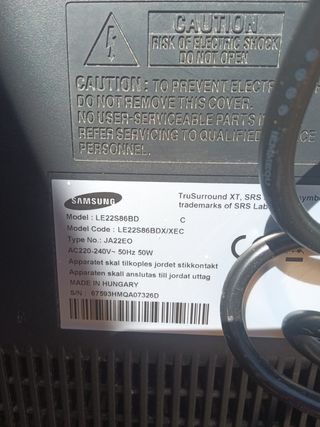 CAUTION
RISK OF ELECTRIC SHOCK
DO NOT OPEN
CAUTION: TO PREVENT ELECTR
DO NOT REMOVE THIS COVER.
NO USER-SERVICEABLE PARTS
REFER SERVICING TO QUALIFIED
SAMSUNG
TruSurround XT, SRS
trademarks of SRS Lab
Model : LE22S86BD C
Model Code : LE22S86BDX/XEC
Type No.: JA22EO
AC220-240V~ 50Hz 50W
Apparatet skal tilkoples jordet stikkontakt
Apparaten skall anslutas till jordat uttag
MADE IN HUNGARY
S/N : 67593HMQA07326D
CE